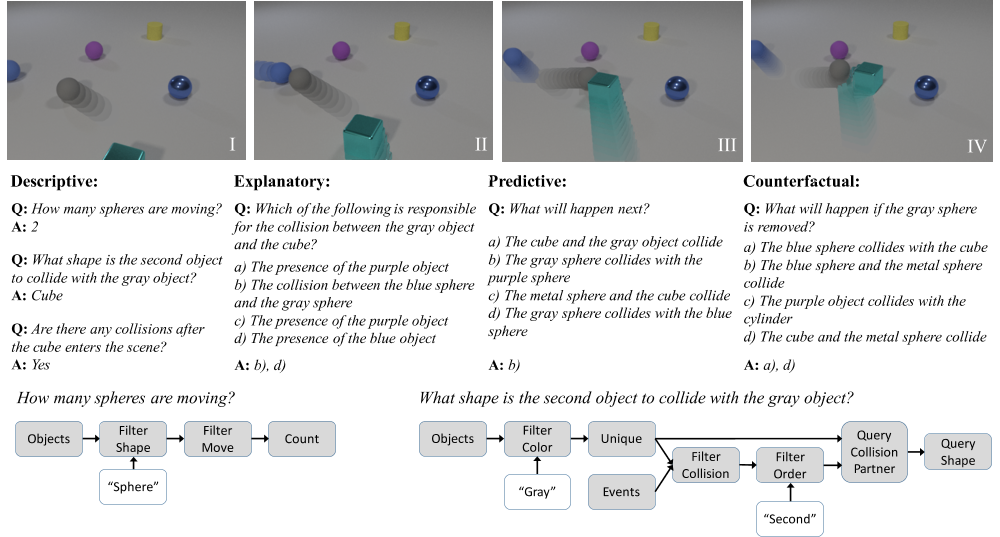 I
II
III
IV
Descriptive:
Q: How many spheres are moving?
A: 2
Q: What shape is the second object
to collide with the gray object?
A: Cube
Q: Are there any collisions after
the cube enters the scene?
A: Yes
Explanatory:
Q: Which of the following is responsible
for the collision between the gray object
and the cube?
a) The presence of the purple object
b) The collision between the blue sphere
and the gray sphere
c) The presence of the purple object
d) The presence of the blue object
A: b), d)
Predictive:
Q: What will happen next?
a) The cube and the gray object collide
b) The gray sphere collides with the
purple sphere
c) The metal sphere and the cube collide
d) The gray sphere collides with the blue
sphere
A: b)
Counterfactual:
Q: What will happen if the gray sphere
is removed?
a) The blue sphere collides with the cube
b) The blue sphere and the metal sphere
collide
c) The purple object collides with the
cylinder
d) The cube and the metal sphere collide
A: a), d)
How many spheres are moving?
Objects
Filter
Shape
Filter
Move
Count
“Sphere”
What shape is the second object to collide with the gray object?
Objects
Filter
Color
Unique
“Gray”
Events
Filter
Collision
Filter
Order
“Second”
Query
Collision
Partner
Query
Shape